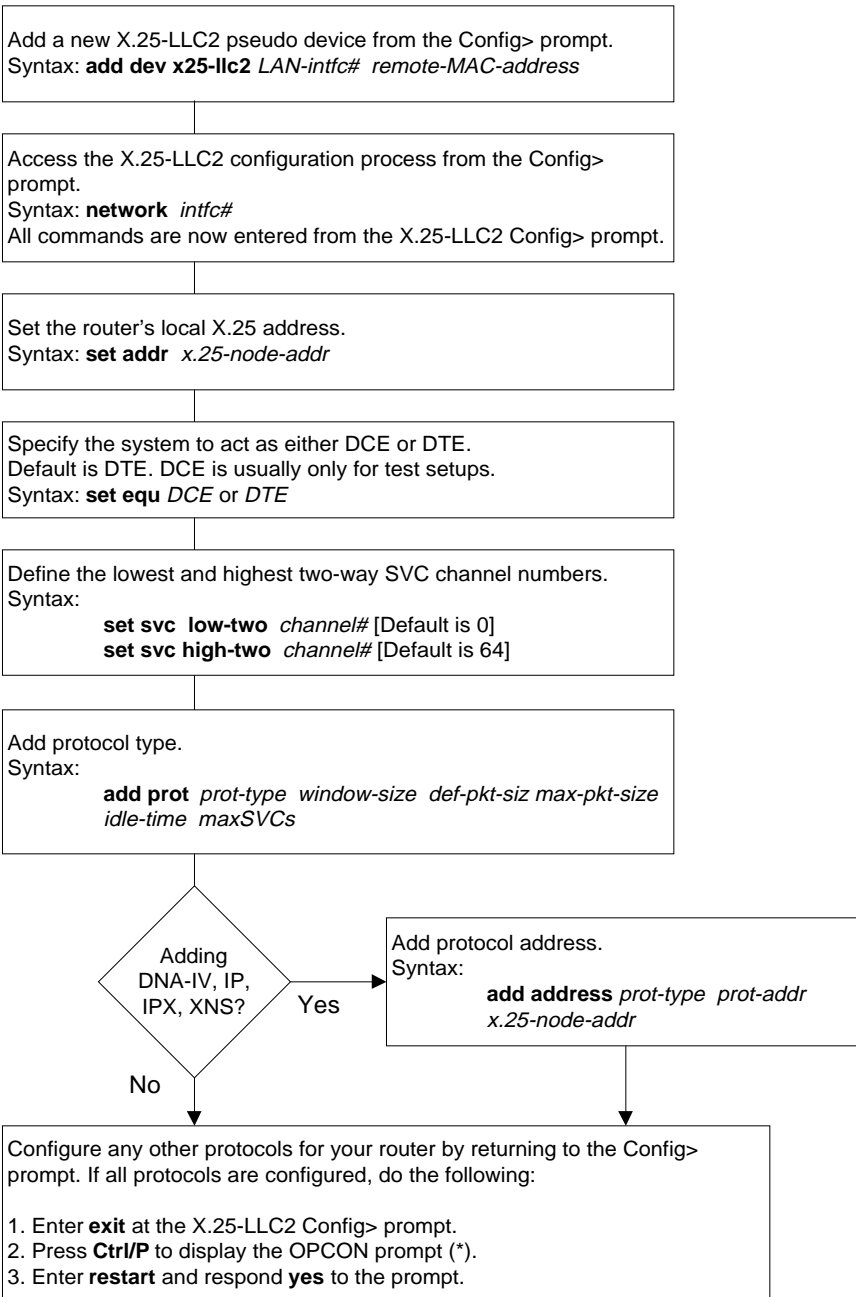 Add a new X.25-LLC2 pseudo device from the Config> prompt.
Syntax: add dev x25-llc2 LAN-intfc# remote-MAC-address
Access the X.25-LLC2 configuration process from the Config>
prompt.
Syntax: network intfc#
All commands are now entered from the X.25-LLC2 Config> prompt.
Set the router's local X.25 address.
Syntax: set addr x.25-node-addr
Specify the system to act as either DCE or DTE.
Default is DTE. DCE is usually only for test setups.
Syntax: set equ DCE or DTE
Define the lowest and highest two-way SVC channel numbers.
Syntax:
set svc low-two channel# [Default is 0]
set svc high-two channel# [Default is 64]
Add protocol type.
Syntax:
add prot prot-type window-size def-pkt-siz max-pkt-size
idle-time maxSVCs
Adding
DNA-IV, IP,
IPX, XNS?
Yes
Add protocol address.
Syntax:
add address prot-type prot-addr
x.25-node-addr
No
Configure any other protocols for your router by returning to the Config>
prompt. If all protocols are configured, do the following:
1. Enter exit at the X.25-LLC2 Config> prompt.
2. Press Ctrl/P to display the OPCON prompt (*).
3. Enter restart and respond yes to the prompt.